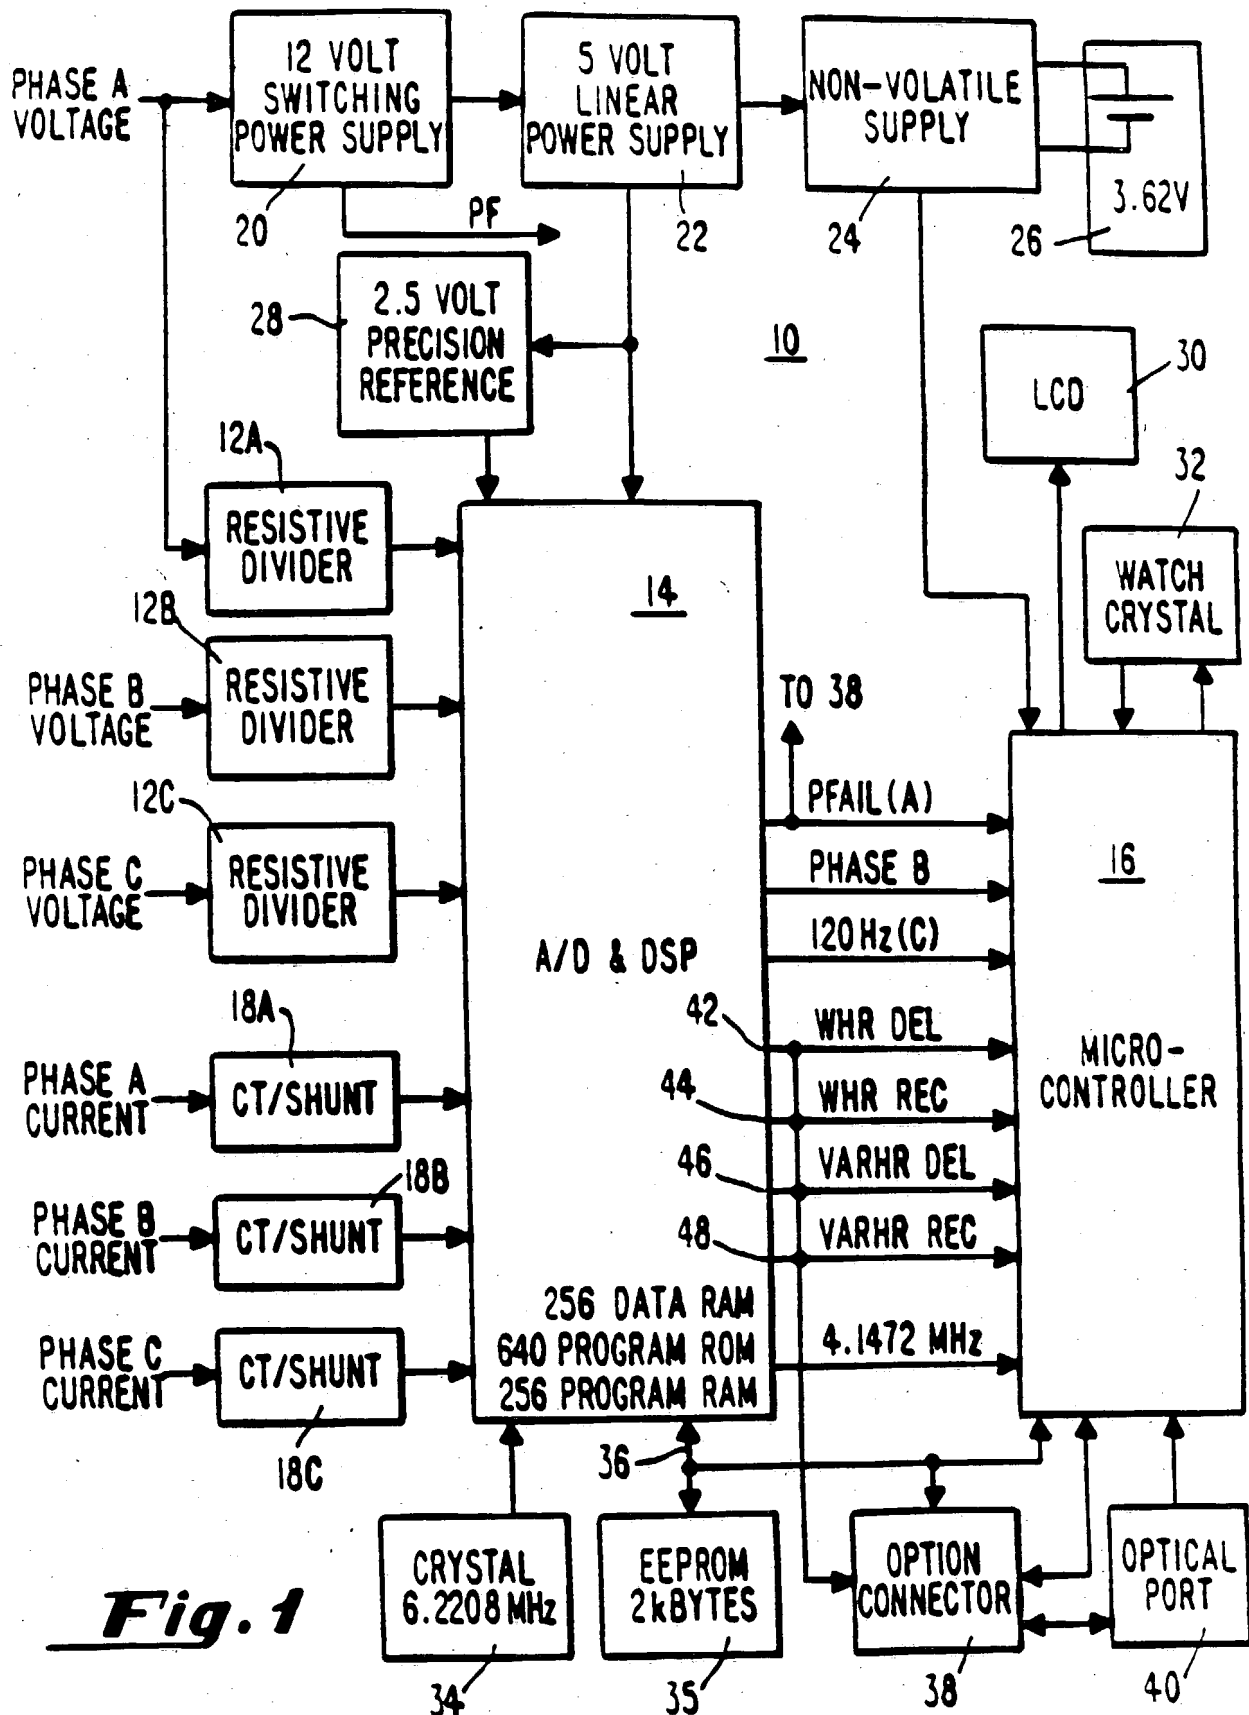 PHASE A
VOLTAGE
12 VOLT
SWITCHING
POWER SUPPLY
20
5 VOLT
LINEAR
POWER SUPPLY
22
NON-VOLATILE
SUPPLY
24
3.62V
26
PF
28
2.5 VOLT
PRECISION
REFERENCE
10
LCD
30
32
WATCH
CRYSTAL
12A
RESISTIVE
DIVIDER
12B
PHASE B
VOLTAGE
RESISTIVE
DIVIDER
12C
PHASE C
VOLTAGE
RESISTIVE
DIVIDER
18A
PHASE A
CURRENT
CT/SHUNT
18B
PHASE B
CURRENT
CT/SHUNT
PHASE C
CURRENT
CT/SHUNT
18C
14
A/D & DSP
256 DATA RAM
640 PROGRAM ROM
256 PROGRAM RAM
TO 38
PFAIL(A)
PHASE B
120Hz(C)
42
WHR DEL
44
WHR REC
46
VARHR DEL
48
VARHR REC
4.1472 MHz
16
MICRO-
CONTROLLER
36
CRYSTAL
6.2208 MHz
34
EEPROM
2kBYTES
35
OPTION
CONNECTOR
38
OPTICAL
PORT
40
Fig. 1